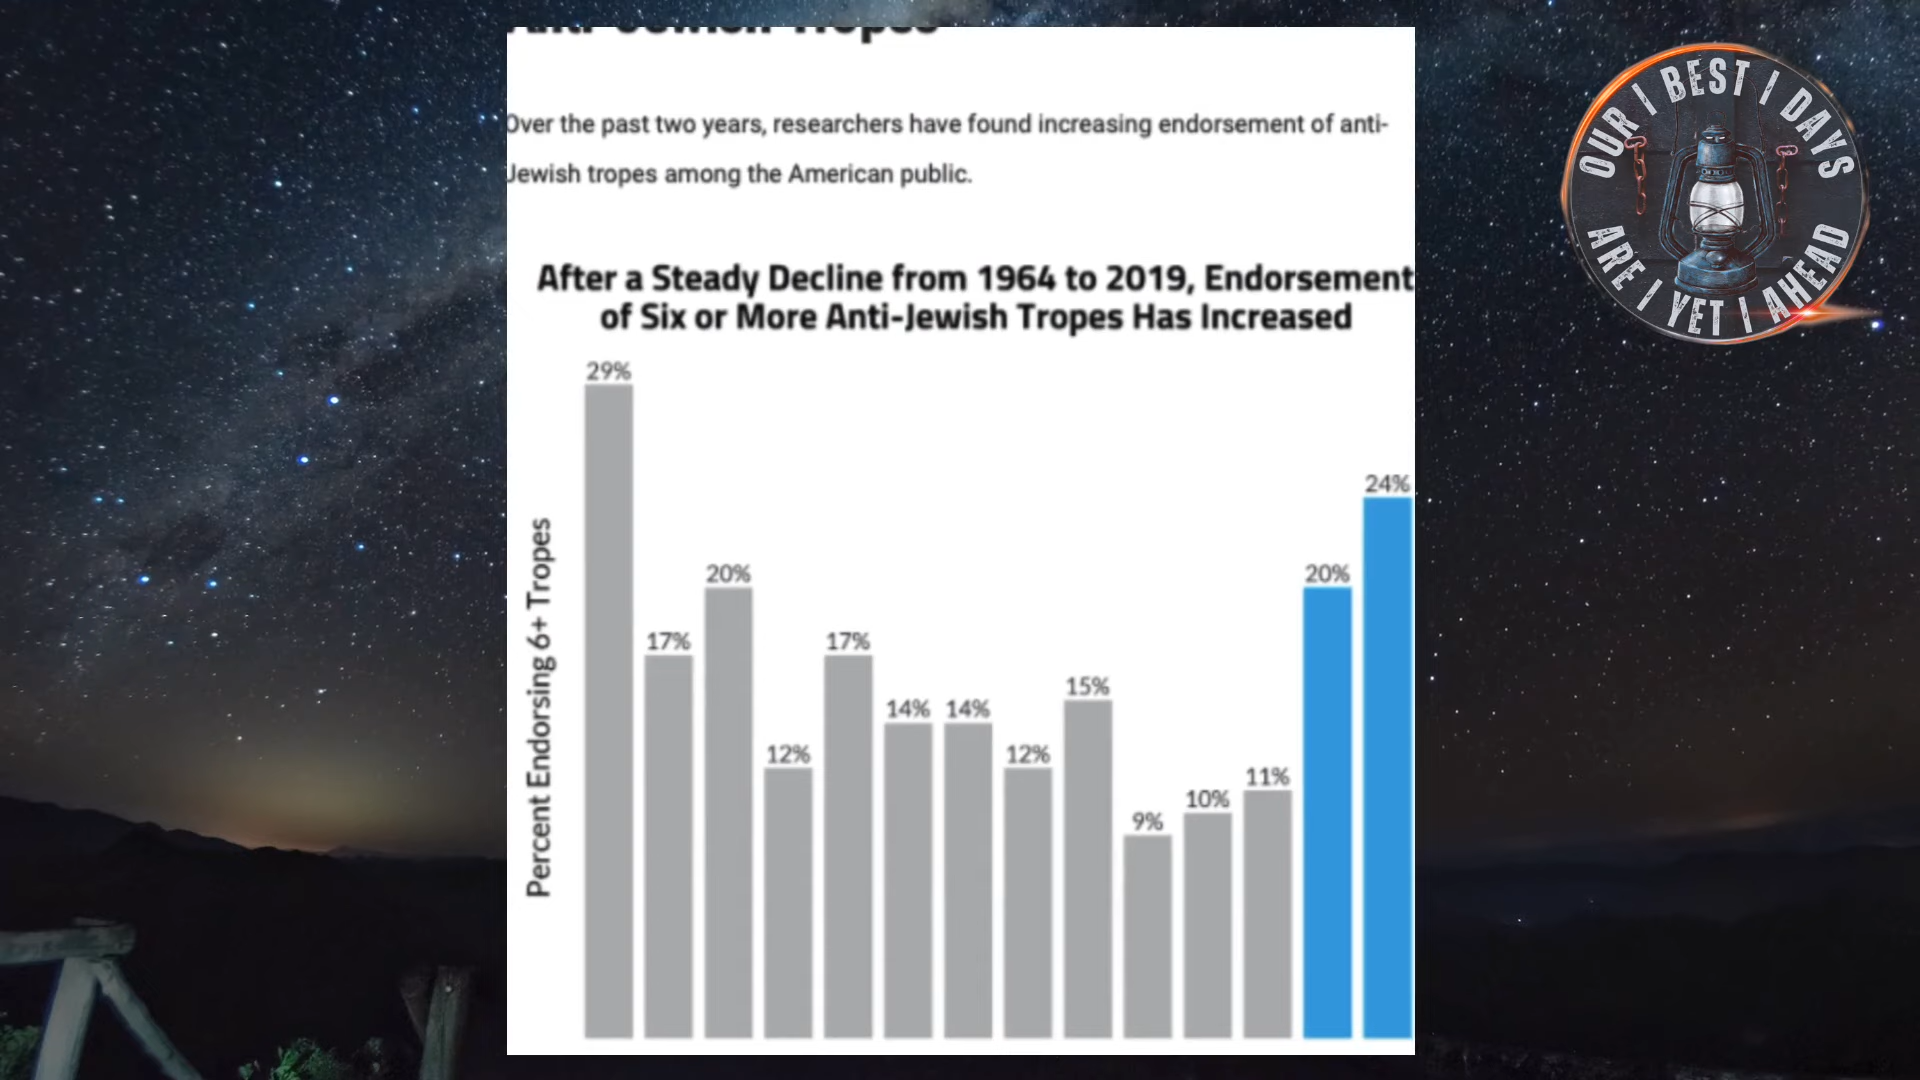 Anti-Jewish Tropes
Over the past two years, researchers have found increasing endorsement of anti-
Jewish tropes among the American public.
After a Steady Decline from 1964 to 2019, Endorsement
of Six or More Anti-Jewish Tropes Has Increased
Percent Endorsing 6+ Tropes
29%
17%
20%
12%
17%
14%
14%
12%
15%
9%
10%
11%
20%
24%
OUR | BEST | DAYS
ARE | YET | AHEAD